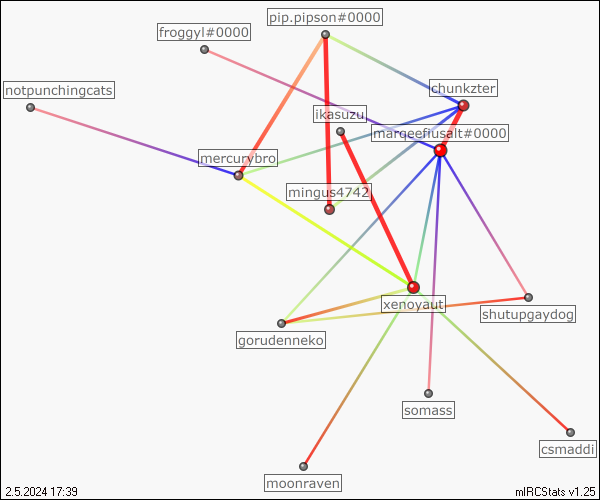 pip.pipson#0000
froggyl#0000
notpunchingcats
chunkzter
ikasuzu
marqeefusalt#0000
mercurybro
mingus4742
xenoyaut
shutupgaydog
gorudenneko
somass
csmaddi
moonraven
2.5.2024 17:39
mIRCStats v1.25